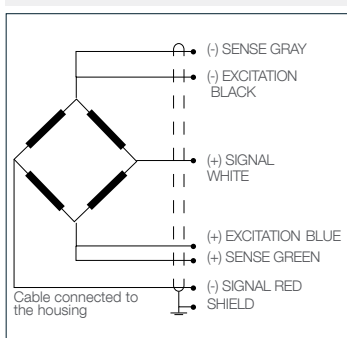 (-) SENSE GRAY
(-) EXCITATION
BLACK
(+) SIGNAL
WHITE
(+) EXCITATION BLUE
(+) SENSE GREEN
(-) SIGNAL RED
SHIELD
Cable connected to
the housing